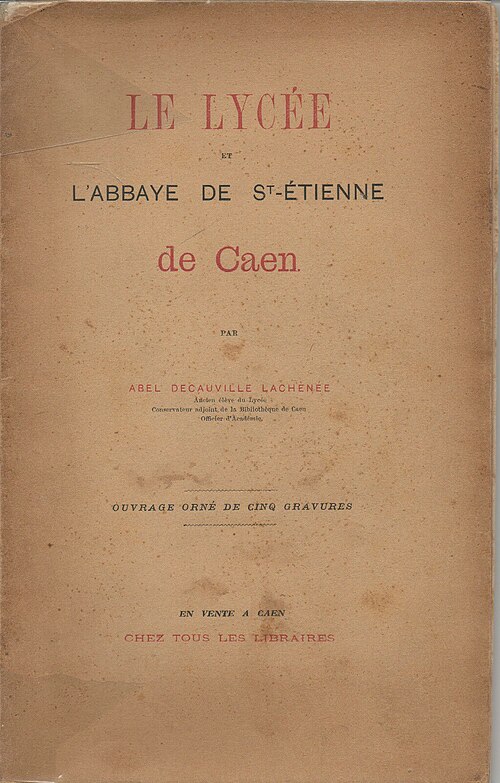 LE LYCÉE
ET
L'ABBAYE DE Sᵀ-ÉTIENNE
de Caen.
PAR
ABEL DECAUVILLE LACHÊNÉE
Ancien élève du Lycée
Conservateur adjoint de la Bibliothèque de Caen
Officier d'Académie.
OUVRAGE ORNÉ DE CINQ GRAVURES
EN VENTE A CAEN
CHEZ TOUS LES LIBRAIRES